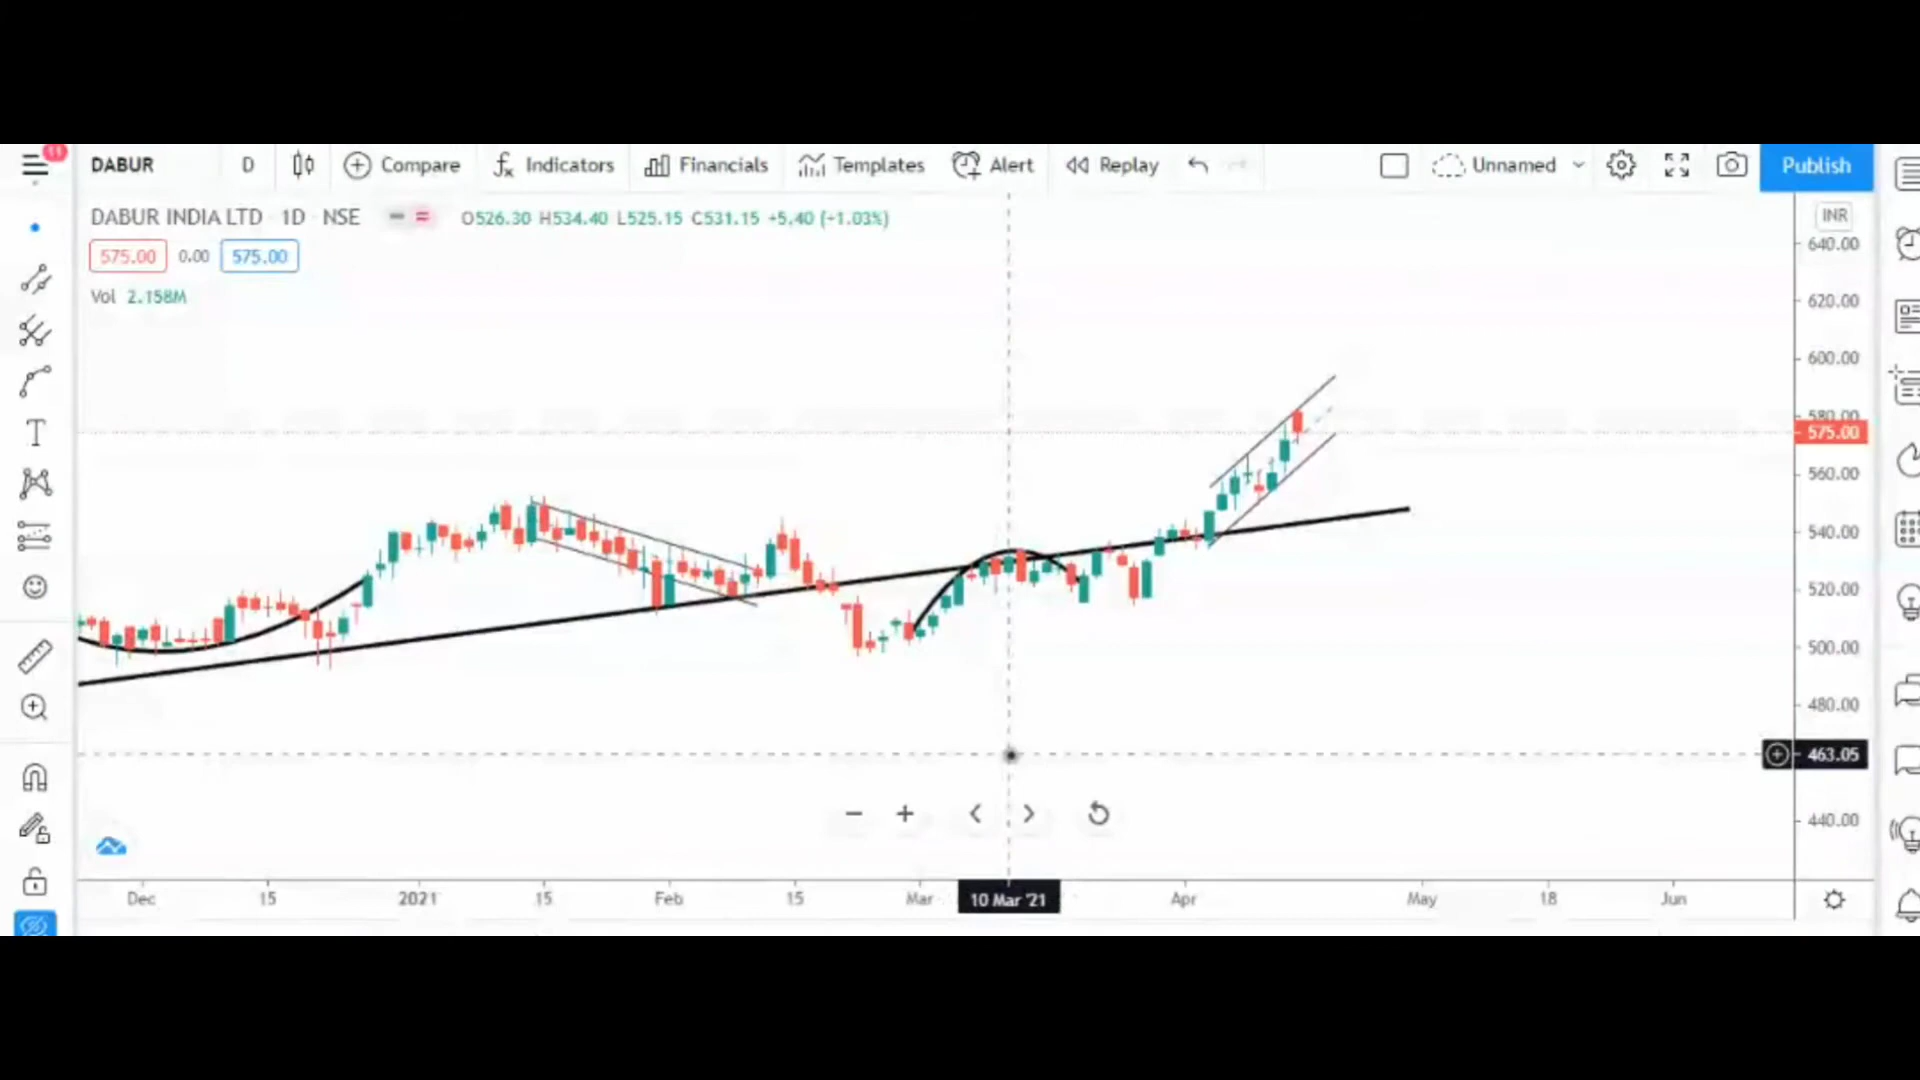 11
DABUR D Compare Indicators Financials Templates Alert Replay Unnamed Publish
DABUR INDIA LTD 1D NSE O526.30 H534.40 L525.15 C531.15 +5.40 (+1.03%)
INR
575.00 0.00 575.00
Vol 2.158M
640.00
620.00
600.00
580.00
575.00
560.00
540.00
520.00
500.00
480.00
463.05
440.00
Dec 15 2021 15 Feb 15 Mar 10 Mar '21 Apr May 18 Jun